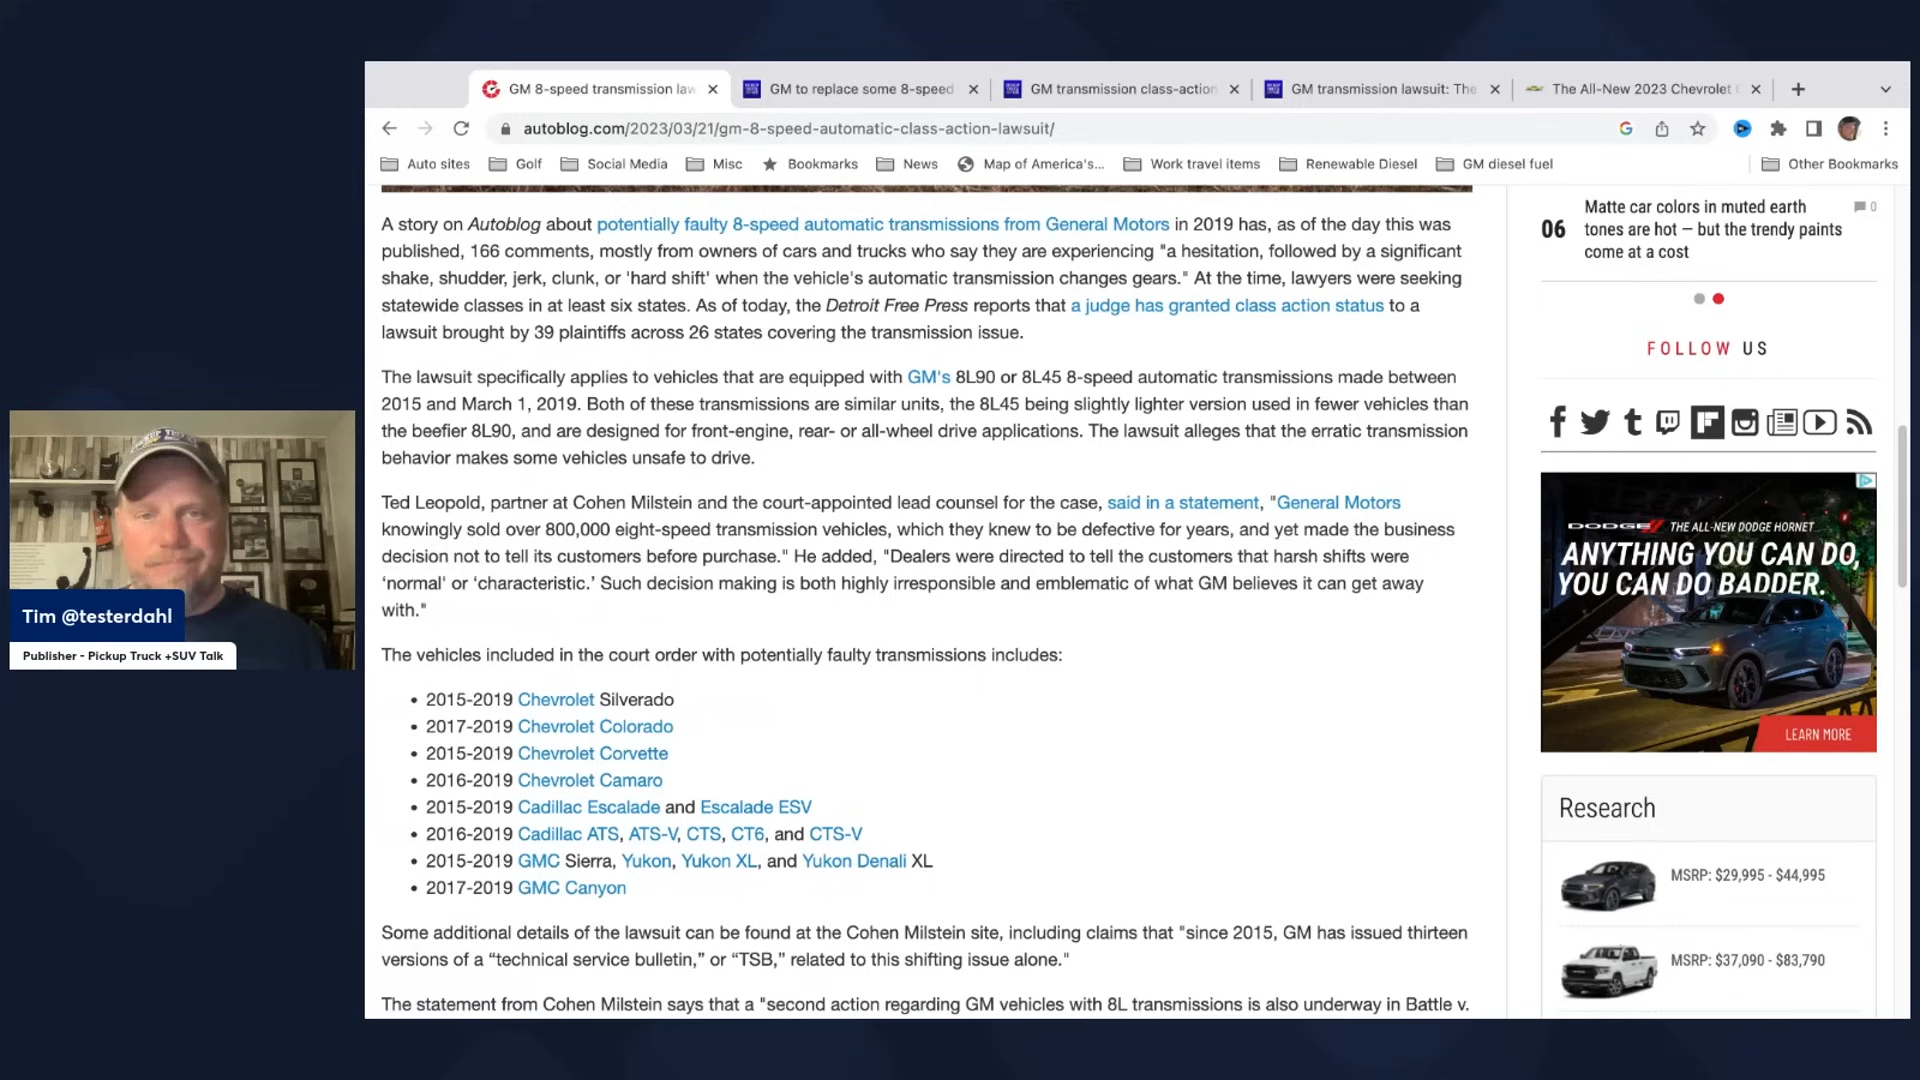 GM 8-speed transmission law
GM to replace some 8-speed
GM transmission class-action
GM transmission lawsuit: The
The All-New 2023 Chevrolet C
autoblog.com/2023/03/21/gm-8-speed-automatic-class-action-lawsuit/
Auto sites
Golf
Social Media
Misc
Bookmarks
News
Map of America's...
Work travel items
Renewable Diesel
GM diesel fuel
Other Bookmarks
A story on Autoblog about potentially faulty 8-speed automatic transmissions from General Motors in 2019 has, as of the day this was
published, 166 comments, mostly from owners of cars and trucks who say they are experiencing "a hesitation, followed by a significant
shake, shudder, jerk, clunk, or 'hard shift' when the vehicle's automatic transmission changes gears." At the time, lawyers were seeking
statewide classes in at least six states. As of today, the Detroit Free Press reports that a judge has granted class action status to a
lawsuit brought by 39 plaintiffs across 26 states covering the transmission issue.
The lawsuit specifically applies to vehicles that are equipped with GM's 8L90 or 8L45 8-speed automatic transmissions made between
2015 and March 1, 2019. Both of these transmissions are similar units, the 8L45 being slightly lighter version used in fewer vehicles than
the beefier 8L90, and are designed for front-engine, rear- or all-wheel drive applications. The lawsuit alleges that the erratic transmission
behavior makes some vehicles unsafe to drive.
Ted Leopold, partner at Cohen Milstein and the court-appointed lead counsel for the case, said in a statement, "General Motors
knowingly sold over 800,000 eight-speed transmission vehicles, which they knew to be defective for years, and yet made the business
decision not to tell its customers before purchase." He added, "Dealers were directed to tell the customers that harsh shifts were
‘normal' or ‘characteristic.’ Such decision making is both highly irresponsible and emblematic of what GM believes it can get away
with."
The vehicles included in the court order with potentially faulty transmissions includes:
• 2015-2019 Chevrolet Silverado
• 2017-2019 Chevrolet Colorado
• 2015-2019 Chevrolet Corvette
• 2016-2019 Chevrolet Camaro
• 2015-2019 Cadillac Escalade and Escalade ESV
• 2016-2019 Cadillac ATS, ATS-V, CTS, CT6, and CTS-V
• 2015-2019 GMC Sierra, Yukon, Yukon XL, and Yukon Denali XL
• 2017-2019 GMC Canyon
Some additional details of the lawsuit can be found at the Cohen Milstein site, including claims that "since 2015, GM has issued thirteen
versions of a “technical service bulletin,” or “TSB,” related to this shifting issue alone."
The statement from Cohen Milstein says that a "second action regarding GM vehicles with 8L transmissions is also underway in Battle v.
06
Matte car colors in muted earth
tones are hot — but the trendy paints
come at a cost
0
FOLLOW US
DODGE THE ALL-NEW DODGE HORNET
ANYTHING YOU CAN DO,
YOU CAN DO BADDER.
LEARN MORE
Research
MSRP: $29,995 - $44,995
MSRP: $37,090 - $83,790
Tim @testerdahl
Publisher - Pickup Truck +SUV Talk